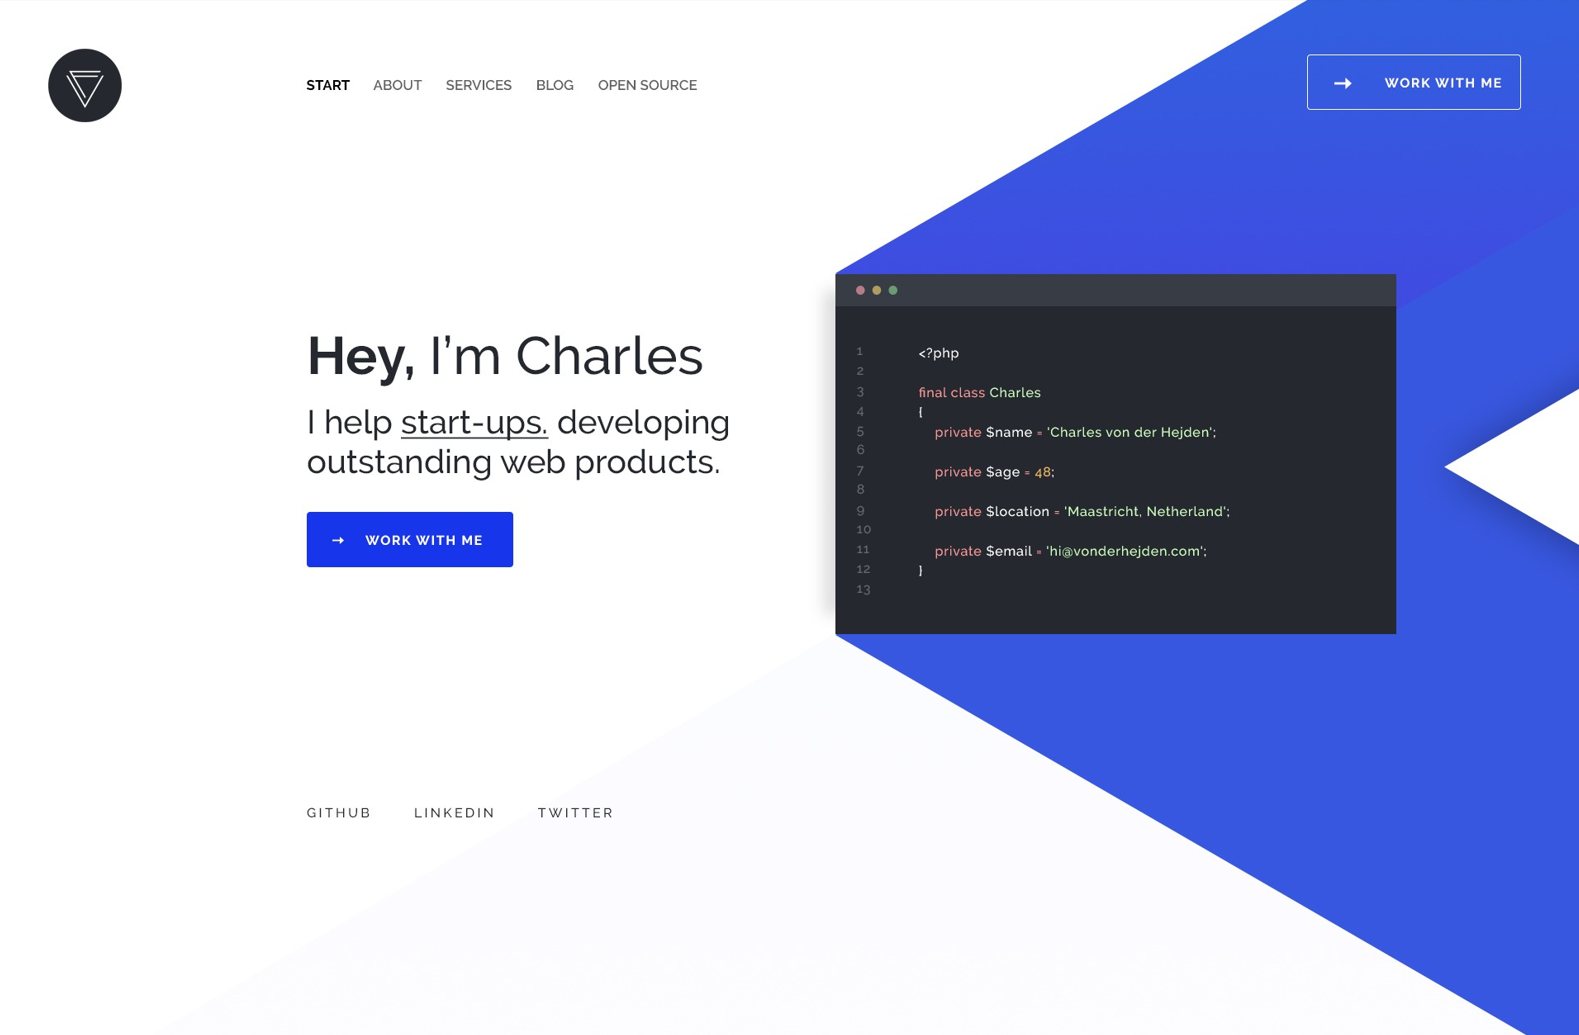 START ABOUT SERVICES BLOG OPEN SOURCE
→ WORK WITH ME
Hey, I’m Charles
I help start-ups. developing
outstanding web products.
→ WORK WITH ME
1 <?php
2
3 final class Charles
4 {
5 private $name = 'Charles von der Hejden';
6
7 private $age = 48;
8
9 private $location = 'Maastricht, Netherland';
10
11 private $email = 'hi@vonderhejden.com';
12 }
13
GITHUB LINKEDIN TWITTER